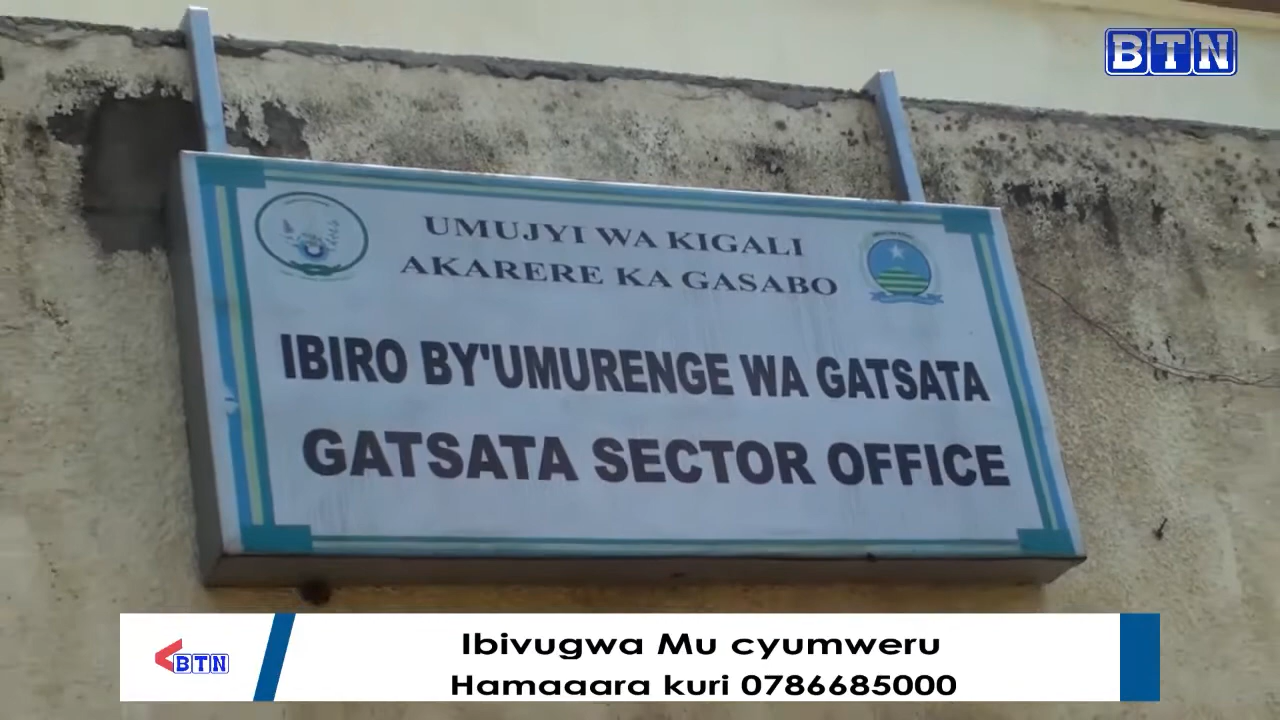 BTN
UMUJYI WA KIGALI
AKARERE KA GASABO
IBIRO BY'UMURENGE WA GATSATA
GATSATA SECTOR OFFICE
BTN
Ibivugwa Mu cyumweru
Hamagara kuri 0786685000